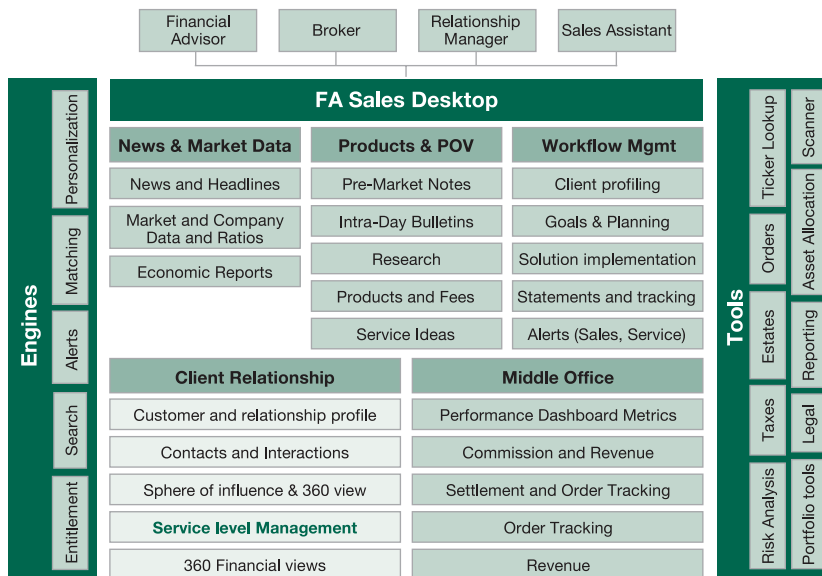 Financial
Advisor
Broker
Relationship
Manager
Sales Assistant
FA Sales Desktop
Engines
Personalization
Matching
Alerts
Search
Entitlement
News & Market Data
News and Headlines
Market and Company
Data and Ratios
Economic Reports
Products & POV
Pre-Market Notes
Intra-Day Bulletins
Research
Products and Fees
Service Ideas
Workflow Mgmt
Client profiling
Goals & Planning
Solution implementation
Statements and tracking
Alerts (Sales, Service)
Client Relationship
Customer and relationship profile
Contacts and Interactions
Sphere of influence & 360 view
Service level Management
360 Financial views
Middle Office
Performance Dashboard Metrics
Commission and Revenue
Settlement and Order Tracking
Order Tracking
Revenue
Tools
Ticker Lookup
Orders
Estates
Taxes
Risk Analysis
Scanner
Asset Allocation
Reporting
Legal
Portfolio tools